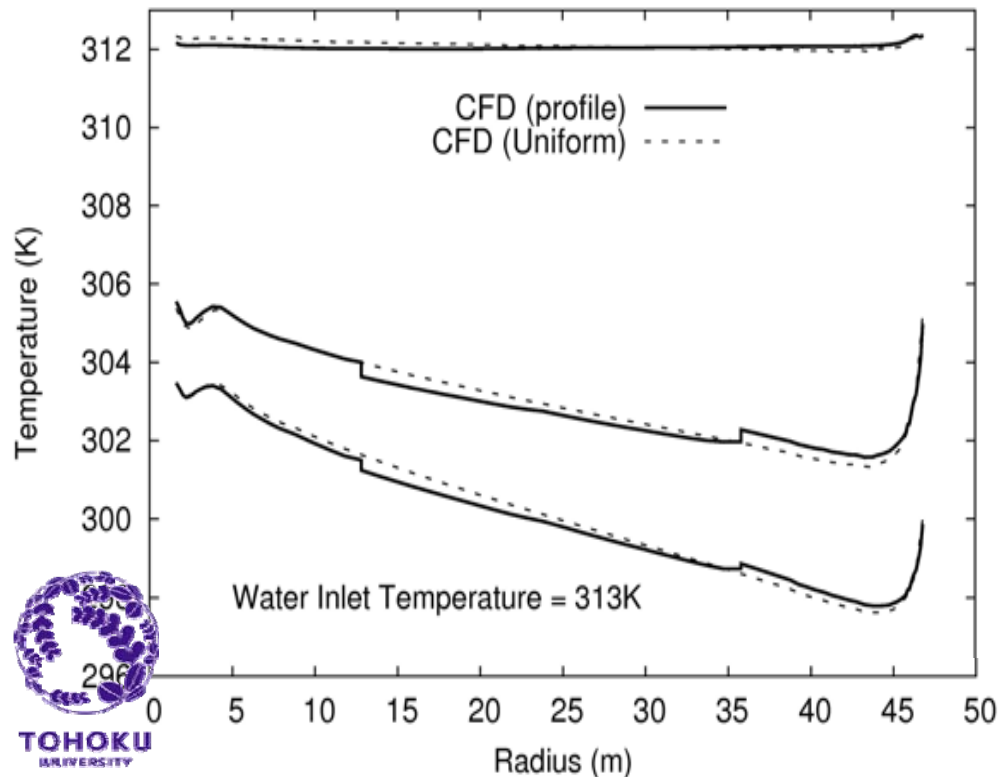 312
310
308
306
304
302
300
296
Temperature (K)
CFD (profile)
CFD (Uniform)
Water Inlet Temperature = 313K
0 5 10 15 20 25 30 35 40 45 50
Radius (m)
TOHOKU
UNIVERSITY